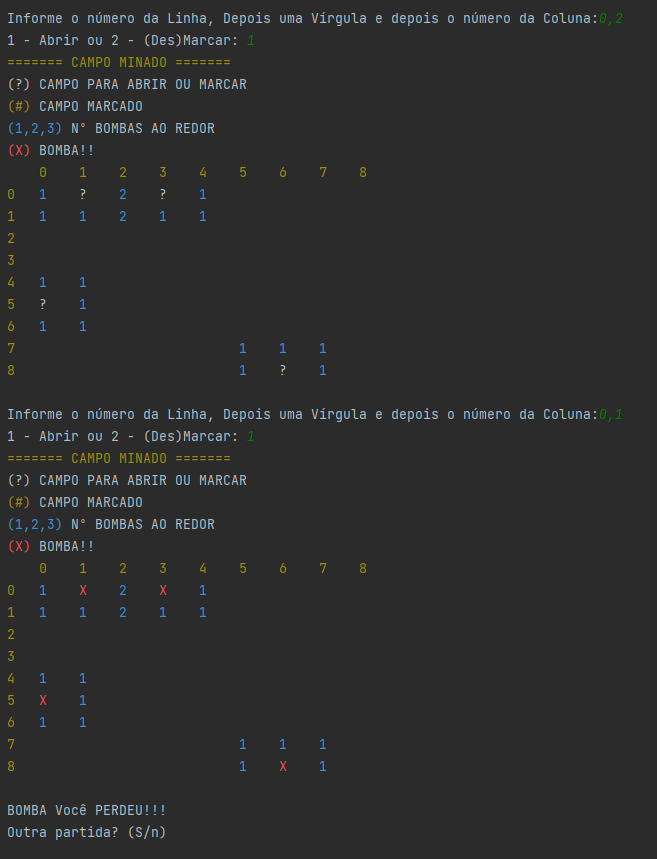 Informe o número da Linha, Depois uma Vírgula e depois o número da Coluna:0,2
1 - Abrir ou 2 - (Des)Marcar: 1
======= CAMPO MINADO =======
(?) CAMPO PARA ABRIR OU MARCAR
(#) CAMPO MARCADO
(1,2,3) N° BOMBAS AO REDOR
(X) BOMBA!!
    0    1    2    3    4    5    6    7    8
0   1    ?    2    ?    1
1   1    1    2    1    1
2
3
4   1    1
5   ?    1
6   1    1
7                            1    1    1
8                            1    ?    1

Informe o número da Linha, Depois uma Vírgula e depois o número da Coluna:0,1
1 - Abrir ou 2 - (Des)Marcar: 1
======= CAMPO MINADO =======
(?) CAMPO PARA ABRIR OU MARCAR
(#) CAMPO MARCADO
(1,2,3) N° BOMBAS AO REDOR
(X) BOMBA!!
    0    1    2    3    4    5    6    7    8
0   1    X    2    X    1
1   1    1    2    1    1
2
3
4   1    1
5   X    1
6   1    1
7                            1    1    1
8                            1    X    1

BOMBA Você PERDEU!!!
Outra partida? (S/n)